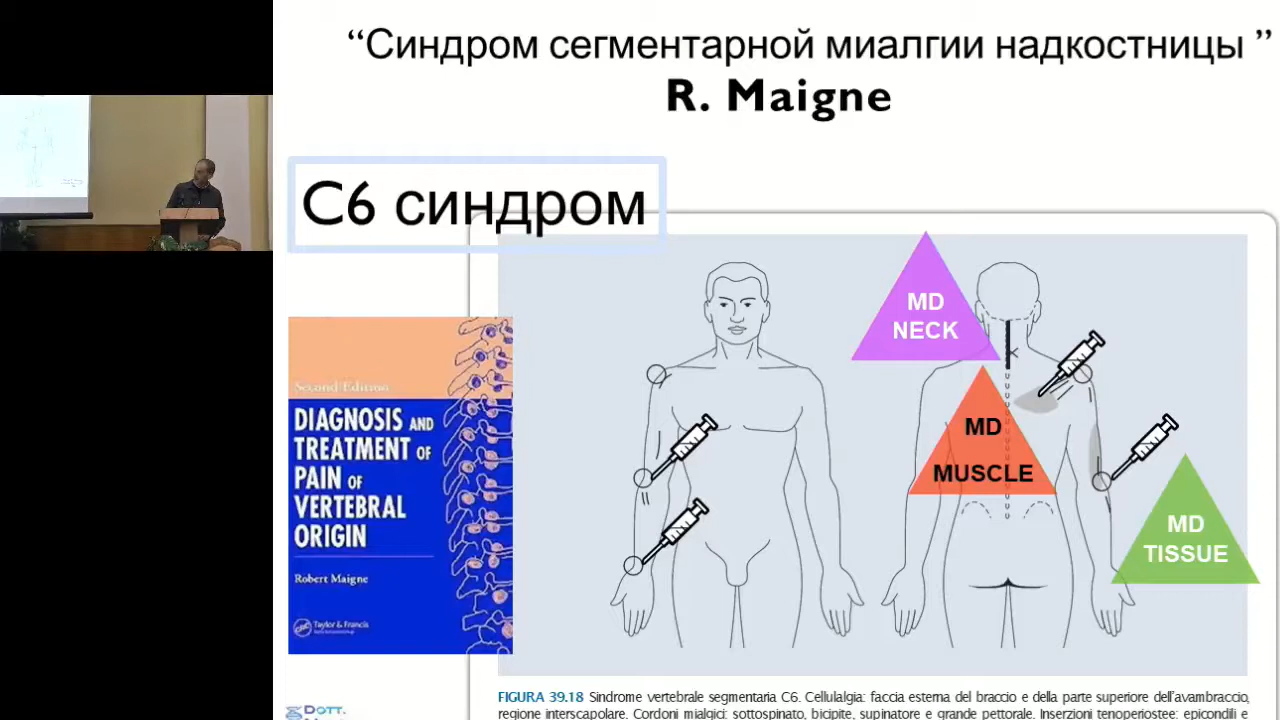 “Синдром сегментарной миалгии надкостницы ”
R. Maigne
С6 синдром
MD
NECK
MD
MUSCLE
MD
TISSUE
Second Edition
DIAGNOSIS AND
TREATMENT OF
PAIN OF
VERTEBRAL
ORIGIN
Robert Maigne
Taylor & Francis
FIGURA 39.18 Sindrome vertebrale segmentaria C6. Cellulalgia: faccia esterna del braccio e della parte superiore dell'avambraccio,
regione interscapolare. Cordoni mialgici: sottospinato, bicipite, supinatore e grande pettorale. Inserzioni tenoperiostee: epicondili e
DOTT.